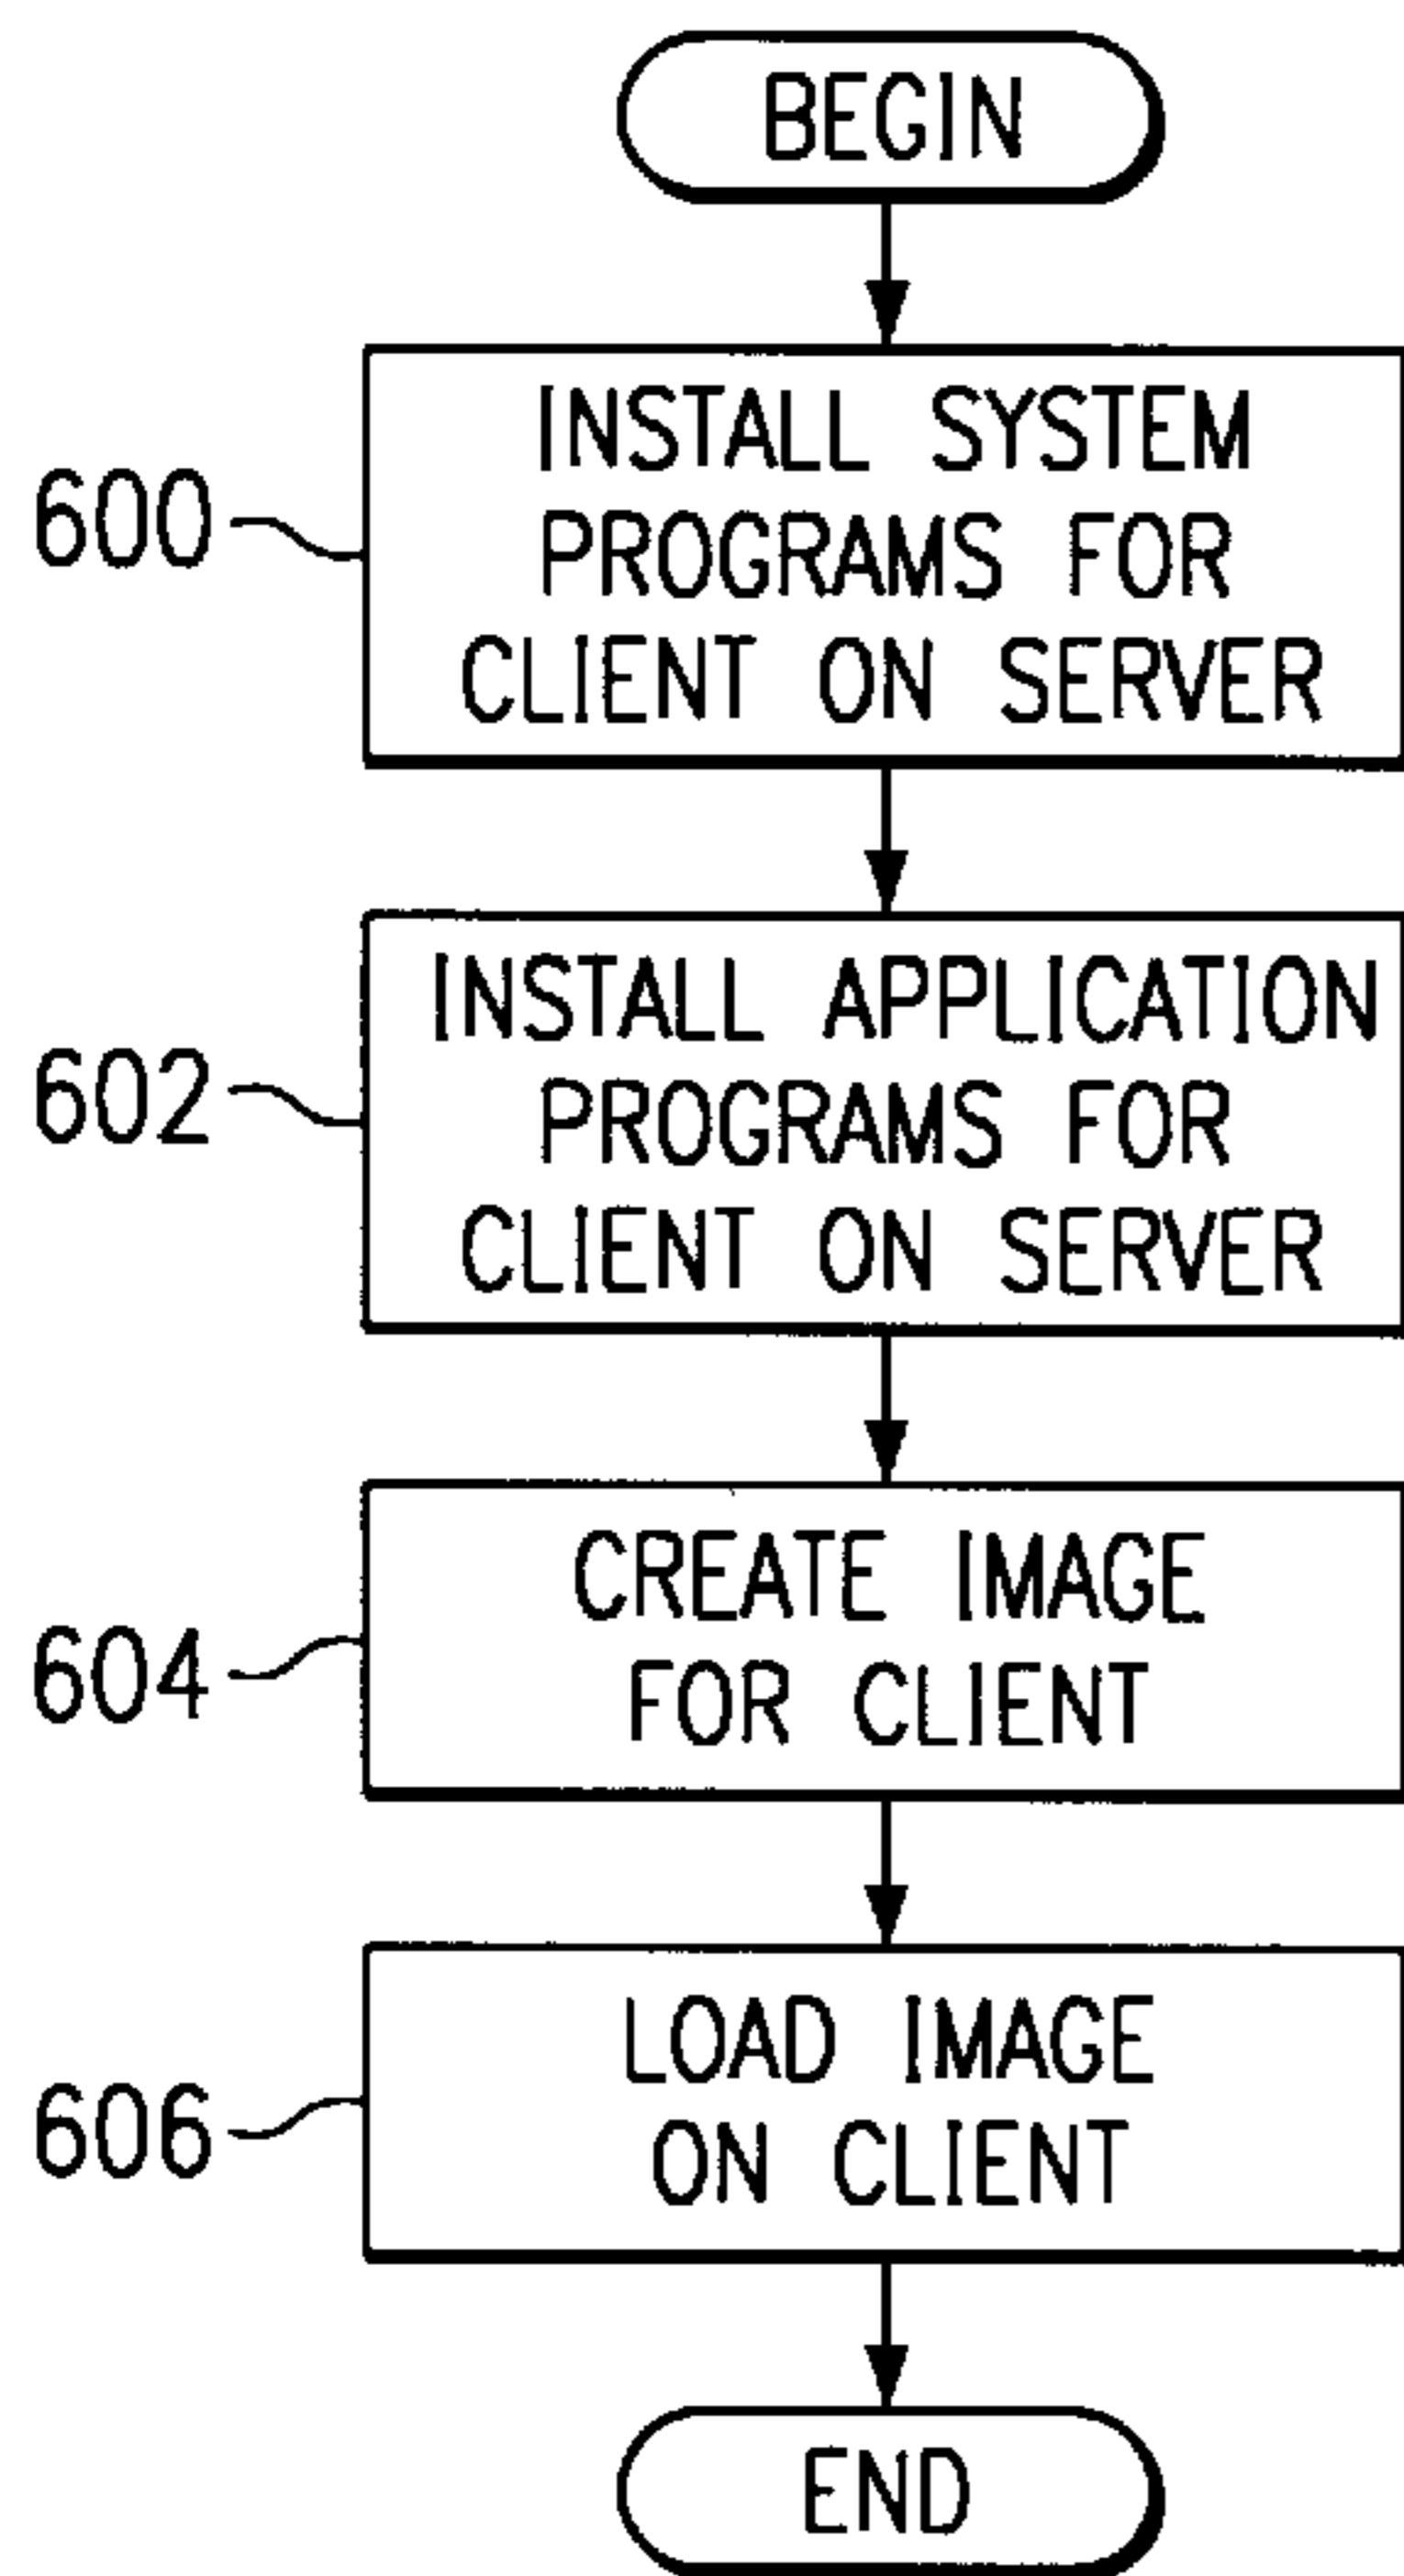 BEGIN
600
INSTALL SYSTEM
PROGRAMS FOR
CLIENT ON SERVER
602
INSTALL APPLICATION
PROGRAMS FOR
CLIENT ON SERVER
604
CREATE IMAGE
FOR CLIENT
606
LOAD IMAGE
ON CLIENT
END